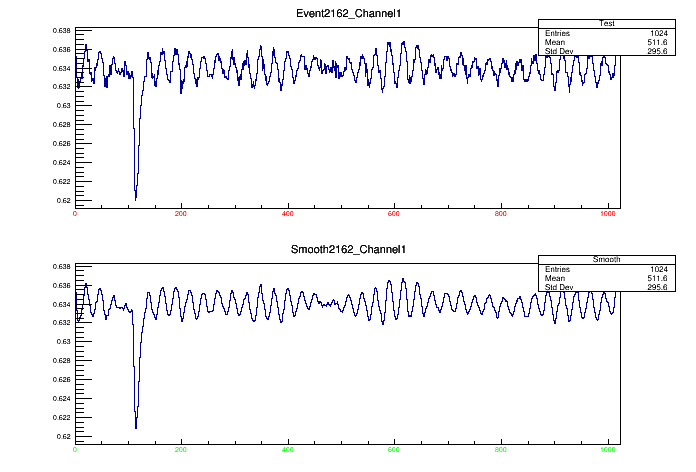 Event2162_Channel1
Test
Entries 1024
Mean 511.6
Std Dev 295.6
0.638
0.636
0.634
0.632
0.63
0.628
0.626
0.624
0.622
0.62
0 200 400 600 800 1000
Smooth2162_Channel1
Smooth
Entries 1024
Mean 511.6
Std Dev 295.6
0.638
0.636
0.634
0.632
0.63
0.628
0.626
0.624
0.622
0.62
0 200 400 600 800 1000